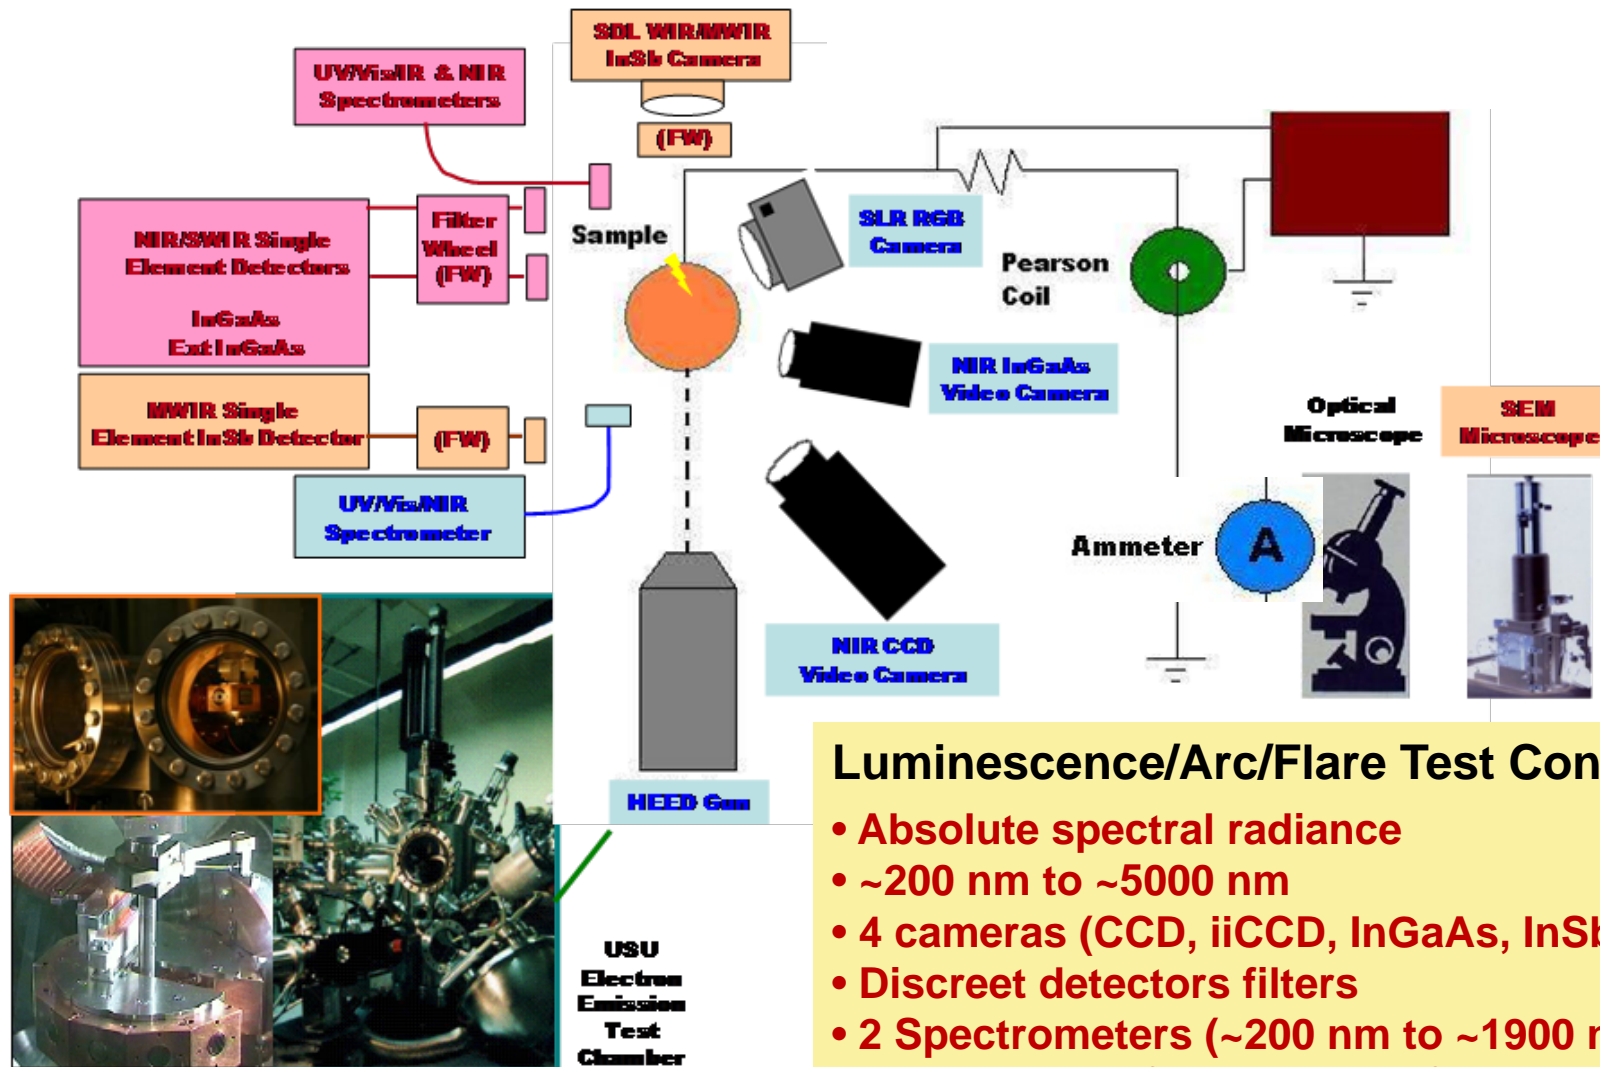 SDL WIR/MWIR
InSb Camera
UV/Vis/IR & NIR
Spectrometers
(FW)
NIR/SWIR Single
Element Detectors
InGaAs
Ext InGaAs
Filter
Wheel
(FW)
Sample
SLR RGB
Camera
Pearson
Coil
NIR InGaAs
Video Camera
MWIR Single
Element InSb Detector
(FW)
Optical
Microscope
SEM
Microscope
UV/Vis/NIR
Spectrometer
Ammeter
A
NIR CCD
Video Camera
HEED Gun
USU
Electron
Emission
Test
Chamber
Luminescence/Arc/Flare Test Con
• Absolute spectral radiance
• ~200 nm to ~5000 nm
• 4 cameras (CCD, iiCCD, InGaAs, InSb
• Discreet detectors filters
• 2 Spectrometers (~200 nm to ~1900 n